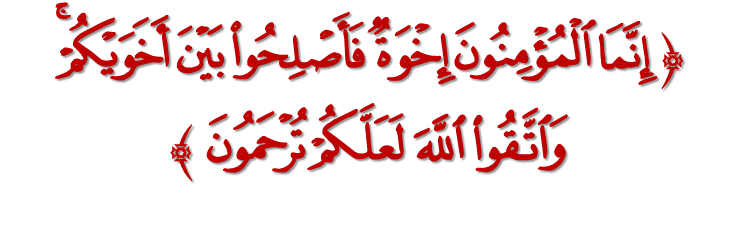 ﴿ إِنَّمَا ٱلْمُؤْمِنُونَ إِخْوَةٌ فَأَصْلِحُوا۟ بَيْنَ أَخَوَيْكُمْ ۚ
وَٱتَّقُوا۟ ٱللَّهَ لَعَلَّكُمْ تُرْحَمُونَ ﴾